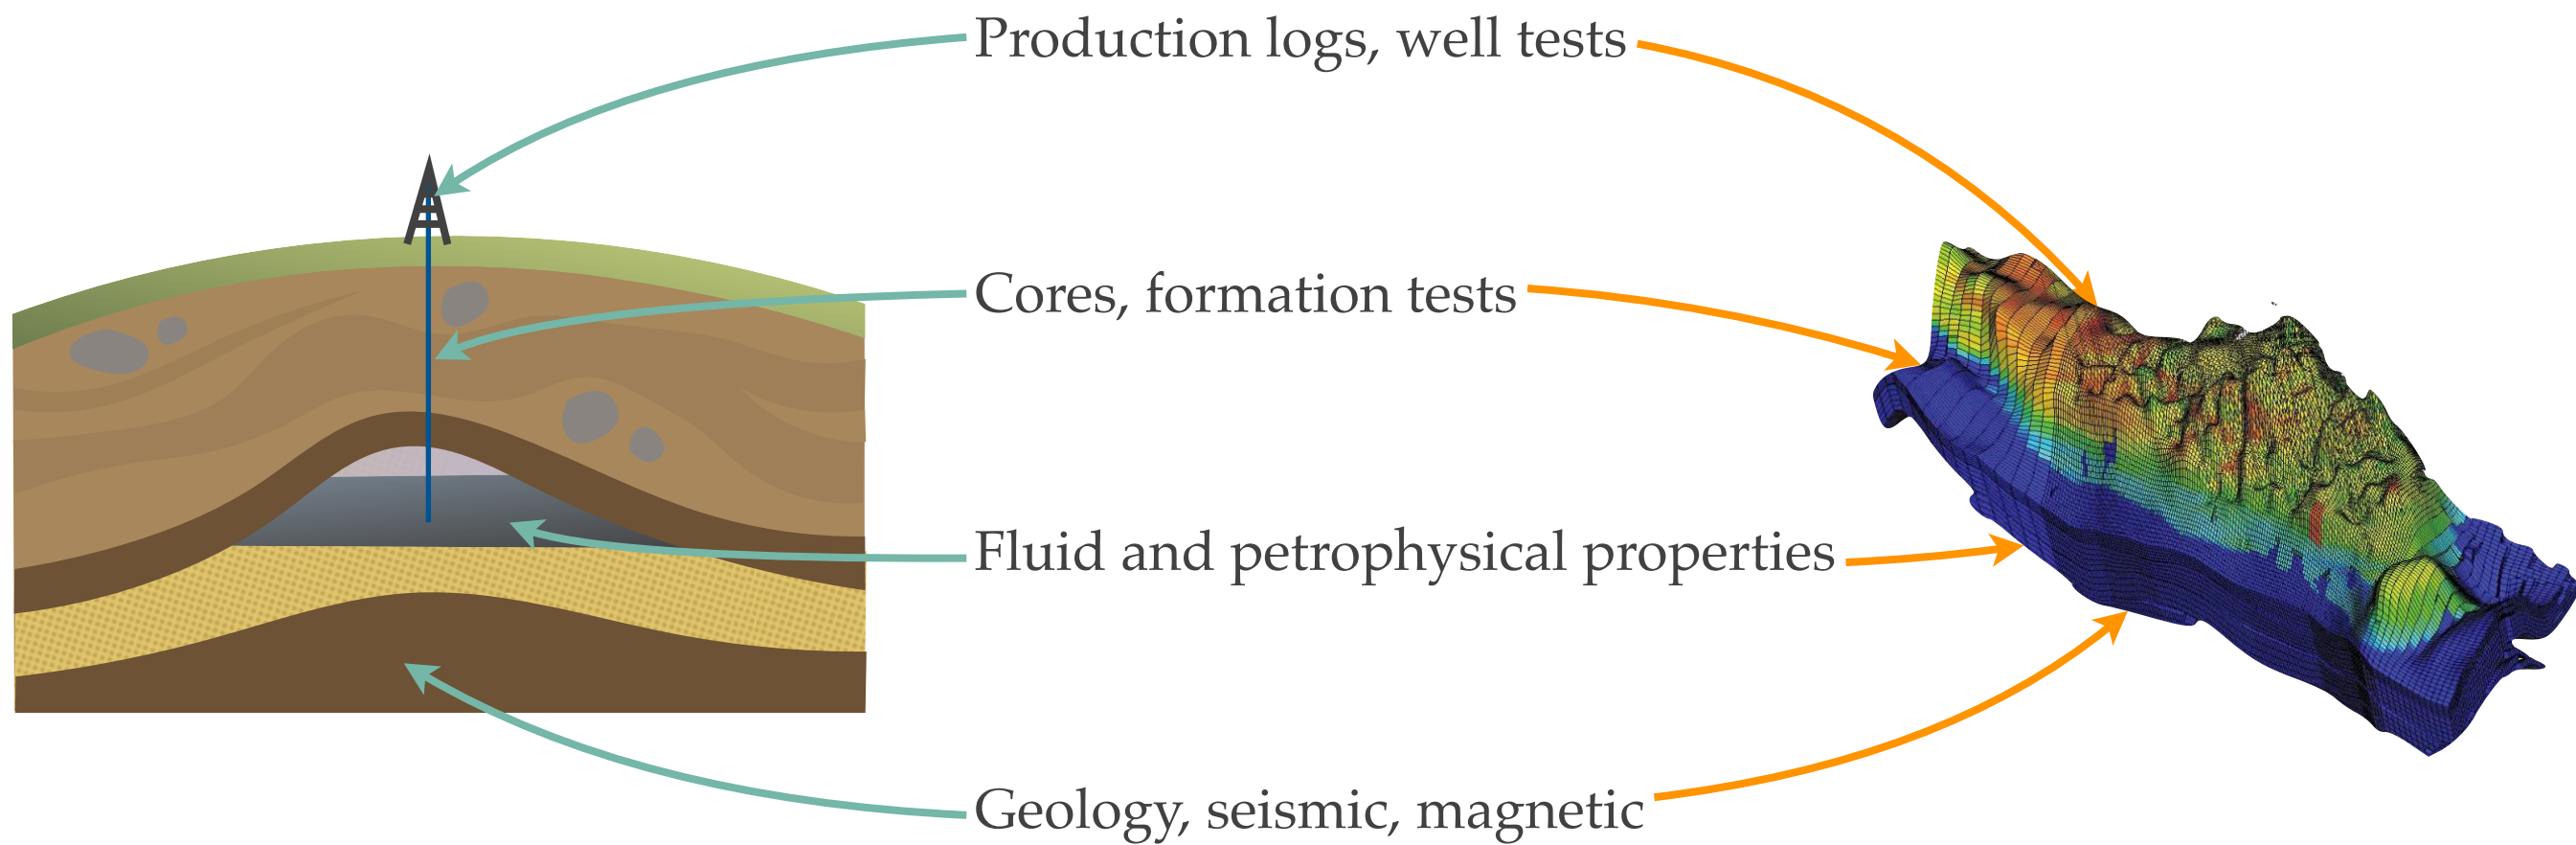 Production logs, well tests
Cores, formation tests
Fluid and petrophysical properties
Geology, seismic, magnetic